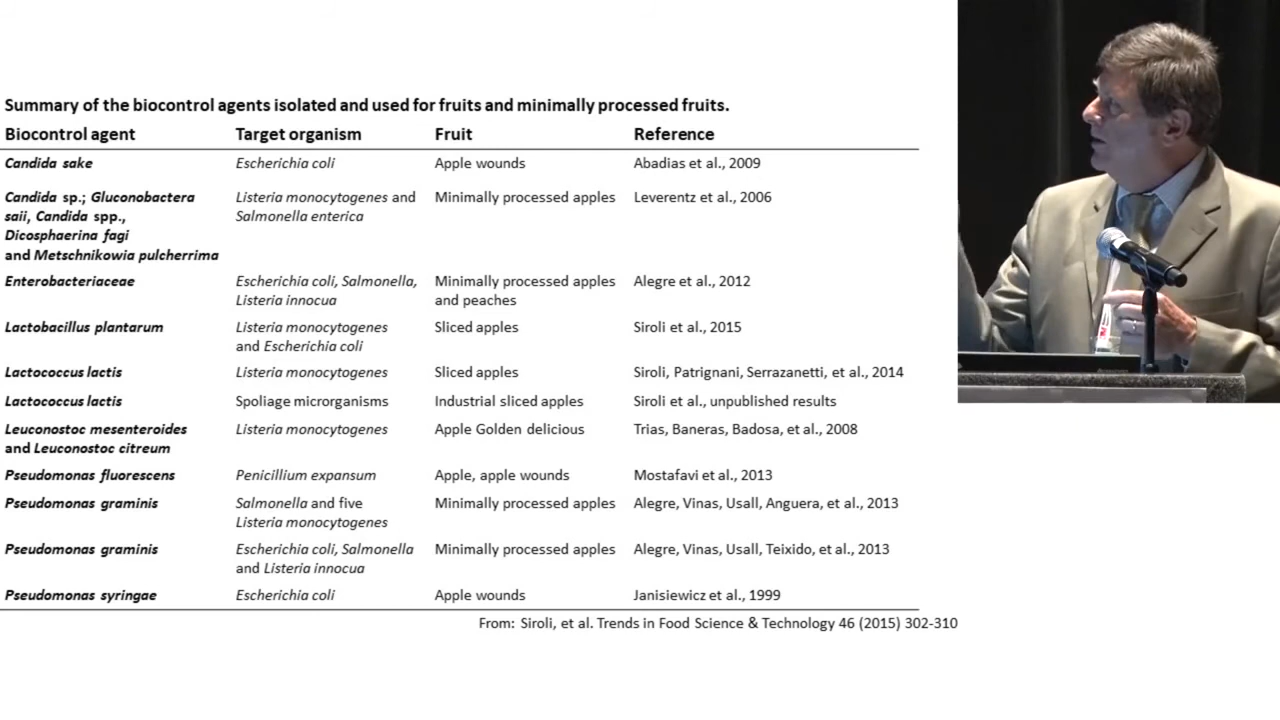 Summary of the biocontrol agents isolated and used for fruits and minimally processed fruits.
Biocontrol agent Target organism Fruit Reference
Candida sake Escherichia coli Apple wounds Abadias et al., 2009
Candida sp.; Gluconobactera Listeria monocytogenes and Minimally processed apples Leverentz et al., 2006
saii, Candida spp., Salmonella enterica
Dicosphaerina fagi
and Metschnikowia pulcherrima
Enterobacteriaceae Escherichia coli, Salmonella, Minimally processed apples Alegre et al., 2012
Listeria innocua and peaches
Lactobacillus plantarum Listeria monocytogenes Sliced apples Siroli et al., 2015
and Escherichia coli
Lactococcus lactis Listeria monocytogenes Sliced apples Siroli, Patrignani, Serrazanetti, et al., 2014
Lactococcus lactis Spoliage microrganisms Industrial sliced apples Siroli et al., unpublished results
Leuconostoc mesenteroides Listeria monocytogenes Apple Golden delicious Trias, Baneras, Badosa, et al., 2008
and Leuconostoc citreum
Pseudomonas fluorescens Penicillium expansum Apple, apple wounds Mostafavi et al., 2013
Pseudomonas graminis Salmonella and five Minimally processed apples Alegre, Vinas, Usall, Anguera, et al., 2013
Listeria monocytogenes
Pseudomonas graminis Escherichia coli, Salmonella Minimally processed apples Alegre, Vinas, Usall, Teixido, et al., 2013
and Listeria innocua
Pseudomonas syringae Escherichia coli Apple wounds Janisiewicz et al., 1999
From: Siroli, et al. Trends in Food Science & Technology 46 (2015) 302-310